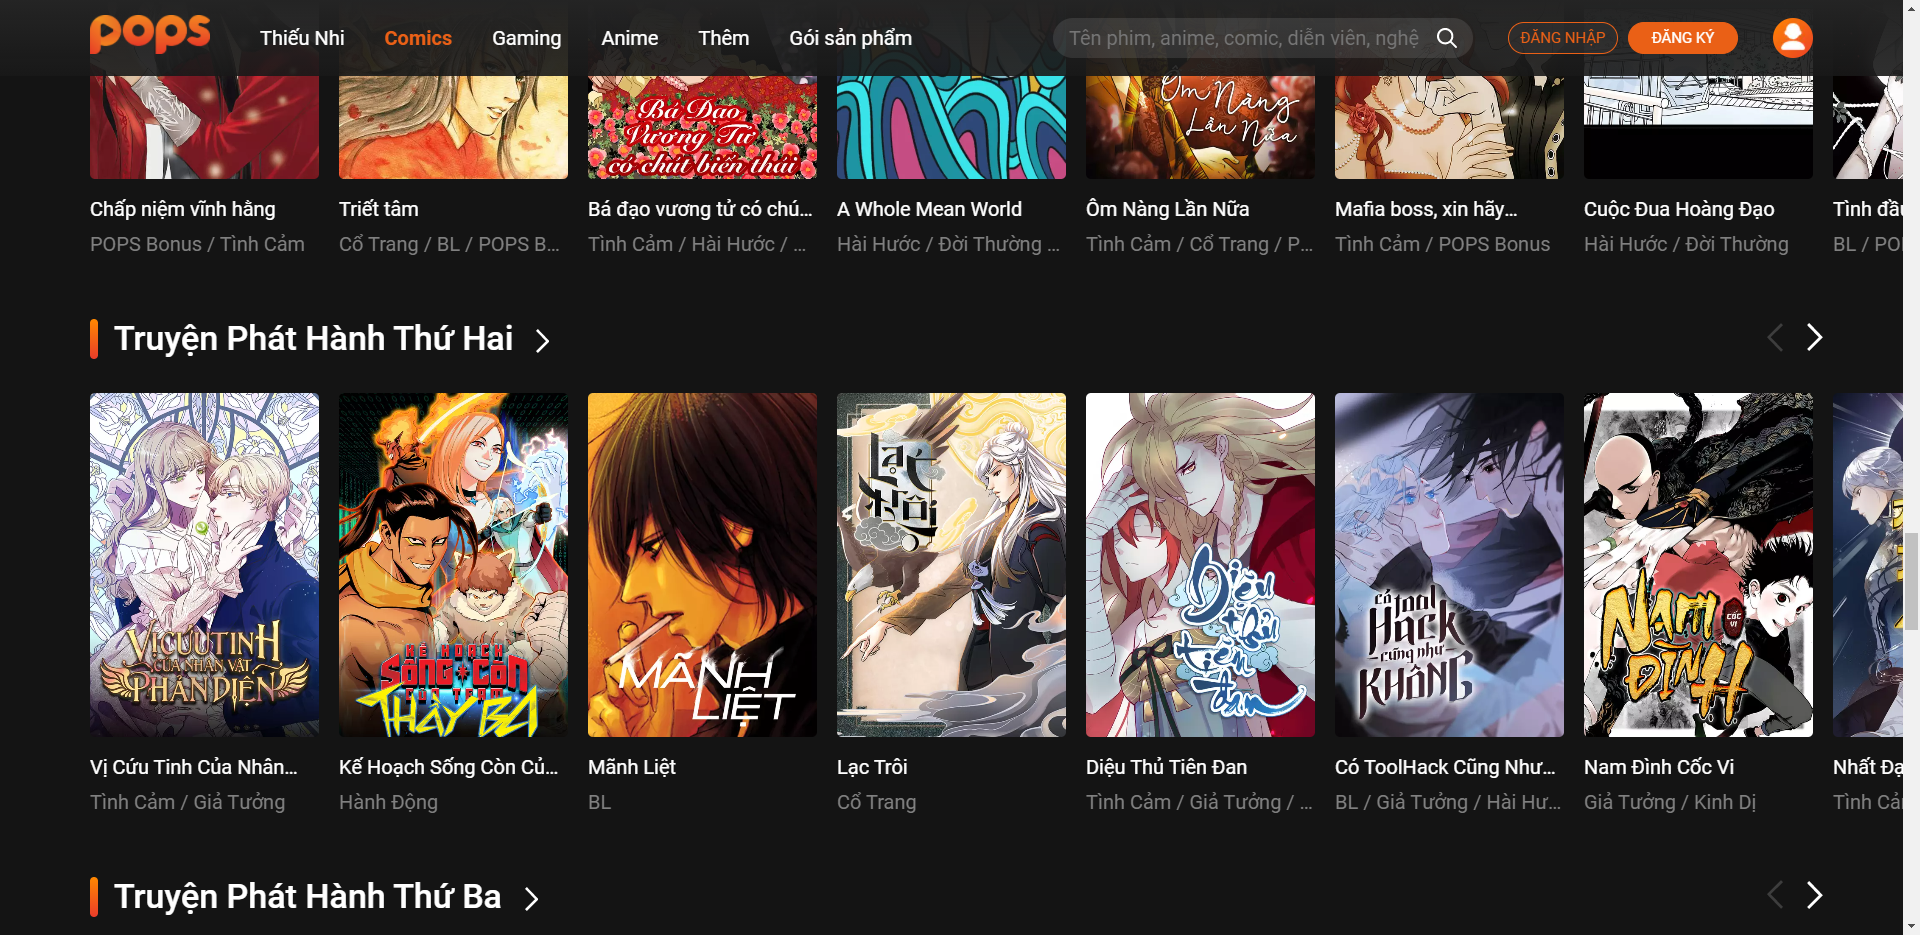 POPS
Thiếu Nhi
Comics
Gaming
Anime
Thêm
Gói sản phẩm
Tên phim, anime, comic, diễn viên, nghệ
ĐĂNG NHẬP
ĐĂNG KÝ
Bá Đạo
Vương Tử
có chút biến thái
Ôm Nàng
Lần Nữa
Chấp niệm vĩnh hằng
Triết tâm
Bá đạo vương tử có chú...
A Whole Mean World
Ôm Nàng Lần Nữa
Mafia boss, xin hãy...
Cuộc Đua Hoàng Đạo
Tình đầu
POPS Bonus / Tình Cảm
Cổ Trang / BL / POPS B...
Tình Cảm / Hài Hước / ...
Hài Hước / Đời Thường ...
Tình Cảm / Cổ Trang / P...
Tình Cảm / POPS Bonus
Hài Hước / Đời Thường
BL / PO
Truyện Phát Hành Thứ Hai
VỊ CỨU TINH
CỦA NHÂN VẬT
PHẢN DIỆN
KẾ HOẠCH
SỐNG CÒN
CỦA TRẠM
THÂY BA
MÃNH
LIỆT
Lạc
Trôi
Diệu
thủ
tiên
đan
Có tool
Hack
cũng như
KHÔNG
NAM
ĐÌNH
CỐC
VI
Vị Cứu Tinh Của Nhân...
Kế Hoạch Sống Còn Củ...
Mãnh Liệt
Lạc Trôi
Diệu Thủ Tiên Đan
Có ToolHack Cũng Như...
Nam Đình Cốc Vi
Nhất Đạ
Tình Cảm / Giả Tưởng
Hành Động
BL
Cổ Trang
Tình Cảm / Giả Tưởng / ...
BL / Giả Tưởng / Hài Hư...
Giả Tưởng / Kinh Dị
Tình Cả
Truyện Phát Hành Thứ Ba